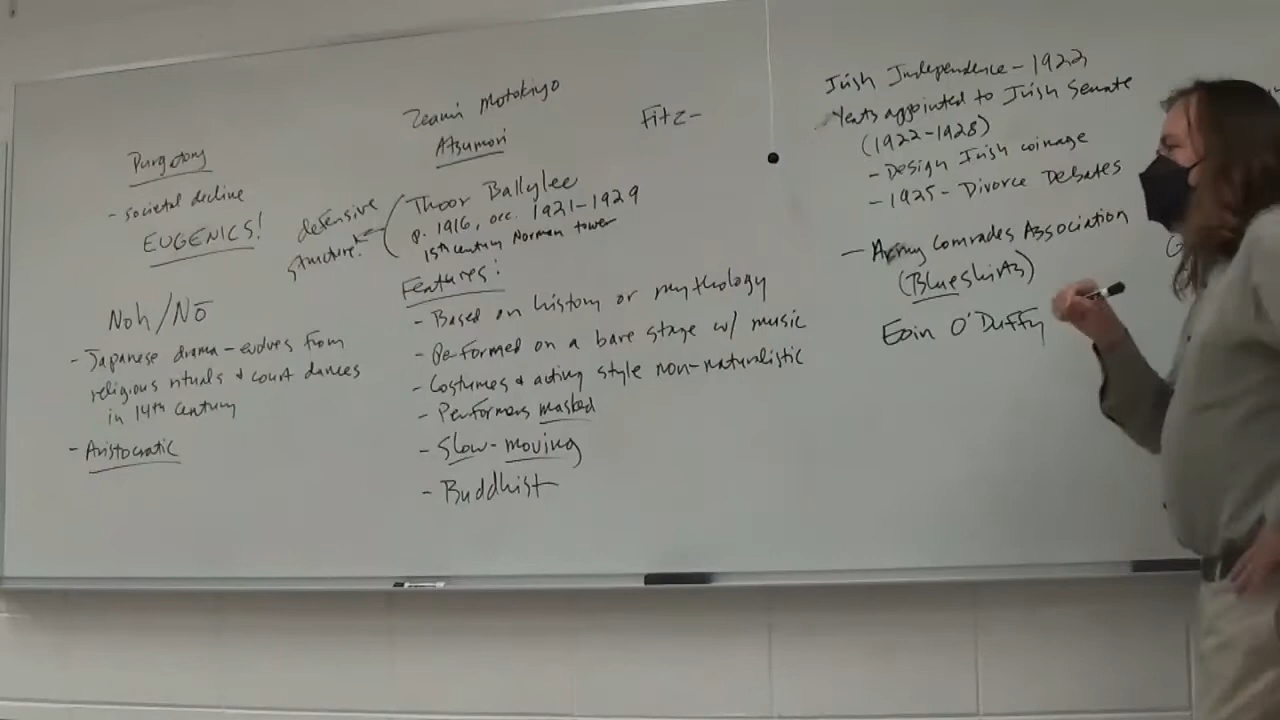 Purgatory
- societal decline
EUGENICS!
Noh/Nō
- Japanese drama - evolves from
religious rituals + court dances
in 14th century
- Aristocratic
Zeami Motokiyo
Atsumori
Fitz-
defensive
structure!
Thoor Ballylee
p. 1916, occ. 1921-1929
15th century Norman tower
Features:
- Based on history or mythology
- Performed on a bare stage w/ music
- Costumes + acting style non-naturalistic
- Performers masked
- Slow-moving
- Buddhist
Irish Independence - 1922
Yeats appointed to Irish Senate
(1922-1928)
- Design Irish coinage
- 1925 - Divorce Debates
- Army Comrades Association
(Blueshirts)
Eoin O'Duffy